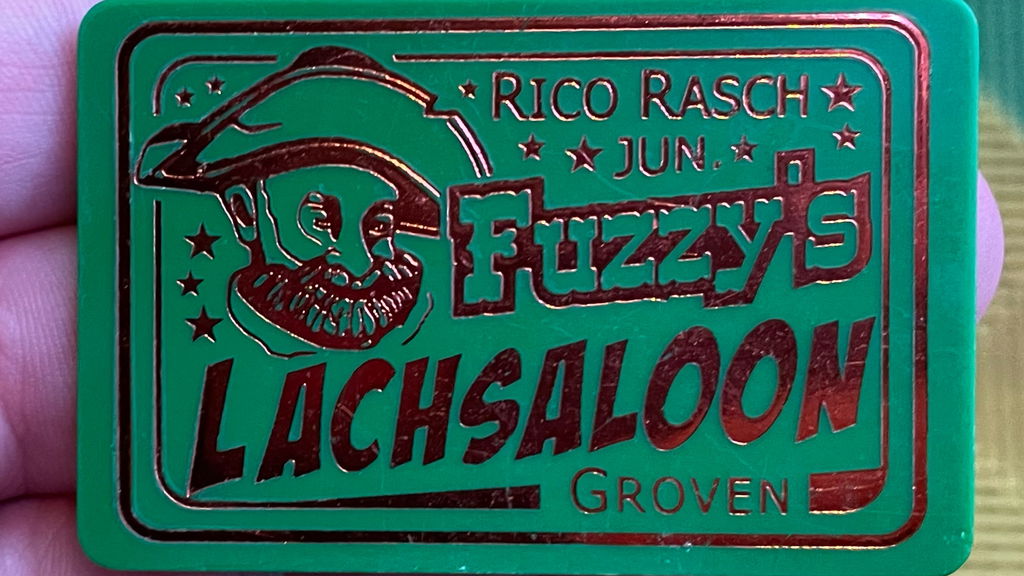 RICO RASCH
JUN.
Fuzzy's
LACHSALOON
GROVEN